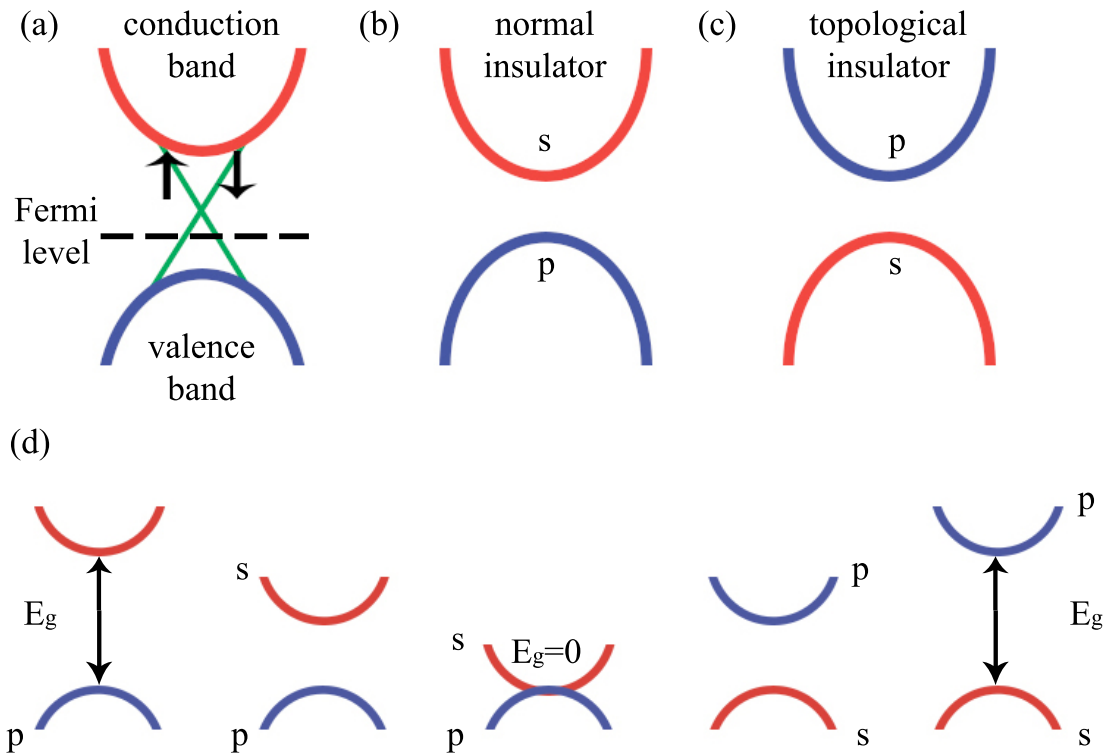 (a)
conduction
band
Fermi
level
valence
band
(b)
normal
insulator
s
p
(c)
topological
insulator
p
s
(d)
Eg
p
s
p
s
Eg=0
p
p
s
p
Eg
s